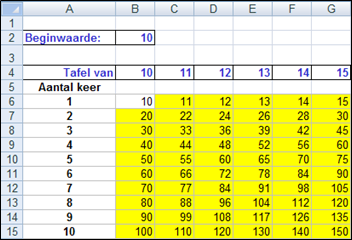 A B C D E F G
1
2 Beginwaarde: 10
3
4 Tafel van 10 11 12 13 14 15
5 Aantal keer
6 1 10 11 12 13 14 15
7 2 20 22 24 26 28 30
8 3 30 33 36 39 42 45
9 4 40 44 48 52 56 60
10 5 50 55 60 65 70 75
11 6 60 66 72 78 84 90
12 7 70 77 84 91 98 105
13 8 80 88 96 104 112 120
14 9 90 99 108 117 126 135
15 10 100 110 120 130 140 150